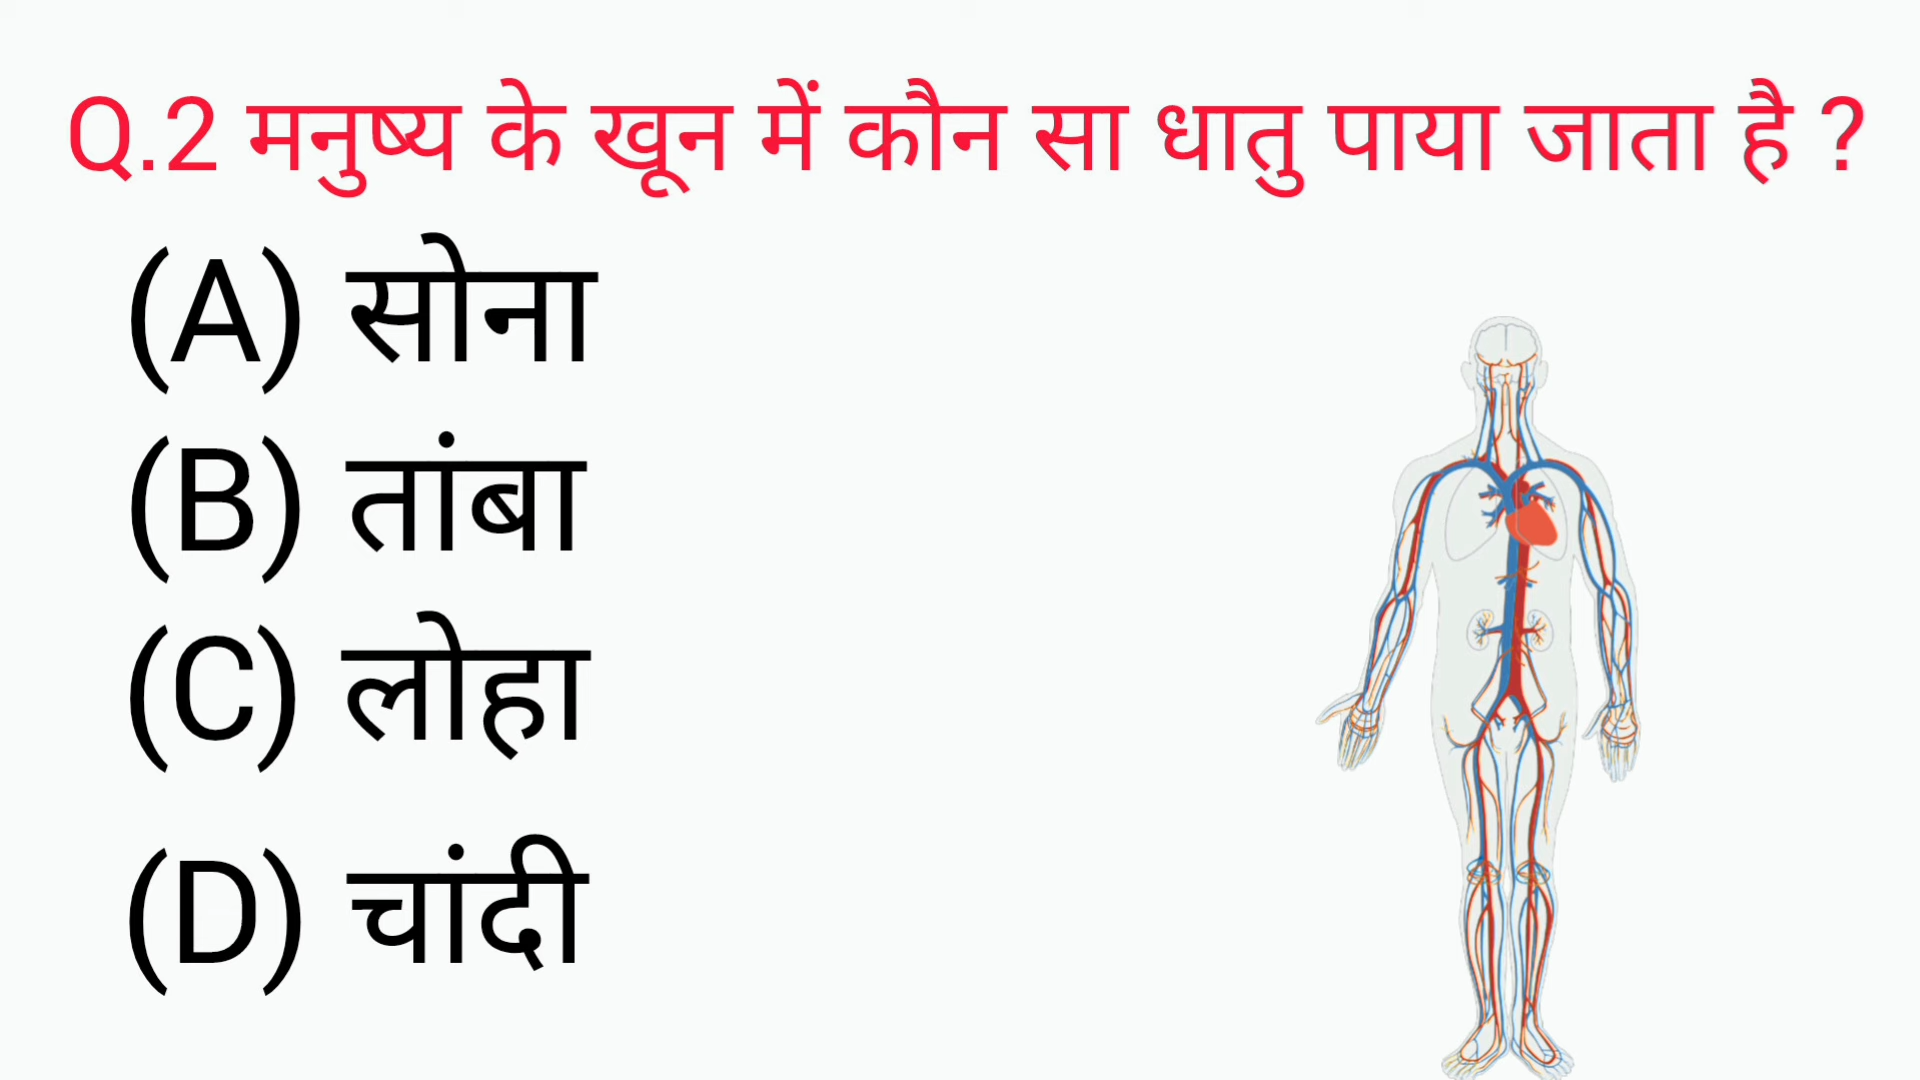 Q.2 मनुष्य के खून में कौन सा धातु पाया जाता है ?
(A) सोना
(B) तांबा
(C) लोहा
(D) चांदी